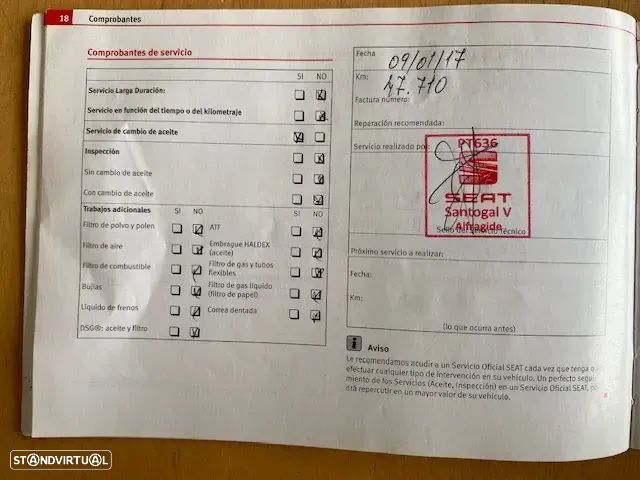 18 Comprobantes
Comprobantes de servicio
SI NO
Servicio Larga Duración:
Servicio en función del tiempo o del kilometraje
Servicio de cambio de aceite
Inspección
Sin cambio de aceite
Con cambio de aceite
Trabajos adicionales SI NO SI NO
Filtro de polvo y polen ATF
Filtro de aire Embrague HALDEX
(aceite)
Filtro de combustible Filtro de gas y tubos
flexibles
Bujías Filtro de gas líquido
(filtro de papel)
Líquido de frenos Correa dentada
DSG®: aceite y filtro
Fecha 09/01/17
Km: 47.710
Factura número:
Reparación recomendada:
Servicio realizado por:
PT636
SEAT
Santogal V
Alfragide
Sello del Servicio Técnico
Próximo servicio a realizar:
Fecha:
Km:
(lo que ocurra antes)
i Aviso
Le recomendamos acudir a un Servicio Oficial SEAT cada vez que tenga
efectuar cualquier tipo de intervención en su vehículo. Un perfecto
miento de los Servicios (Aceite, Inspección) en un Servicio Oficial SEAT,
drá repercutir en un mayor valor de su vehículo.
STANDVIRTUAL